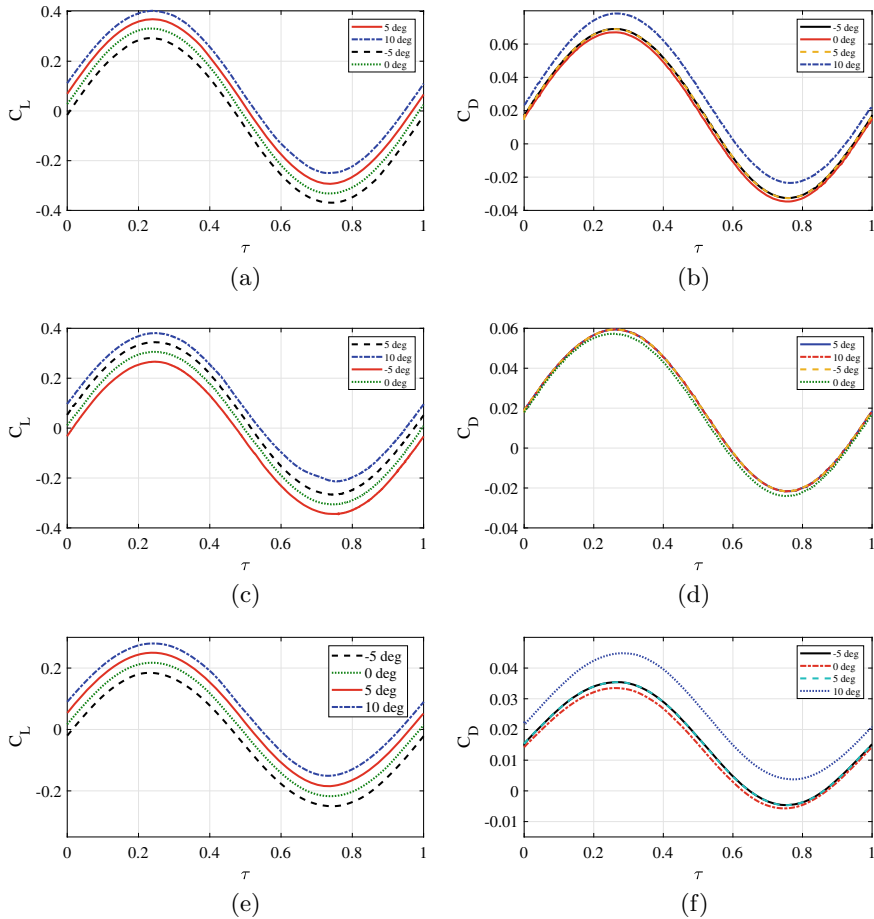 0.4
0.2
0
-0.2
-0.4
C_L
5 deg
10 deg
-5 deg
0 deg
0 0.2 0.4 0.6 0.8 1
τ
(a)
0.06
0.04
0.02
0
-0.02
-0.04
C_D
-5 deg
0 deg
5 deg
10 deg
0 0.2 0.4 0.6 0.8 1
τ
(b)
0.4
0.2
0
-0.2
-0.4
C_L
5 deg
10 deg
-5 deg
0 deg
0 0.2 0.4 0.6 0.8 1
τ
(c)
0.06
0.04
0.02
0
-0.02
-0.04
C_D
5 deg
10 deg
-5 deg
0 deg
0 0.2 0.4 0.6 0.8 1
τ
(d)
0.2
0
-0.2
C_L
-5 deg
0 deg
5 deg
10 deg
0 0.2 0.4 0.6 0.8 1
τ
(e)
0.04
0.03
0.02
0.01
0
-0.01
C_D
-5 deg
0 deg
5 deg
10 deg
0 0.2 0.4 0.6 0.8 1
τ
(f)